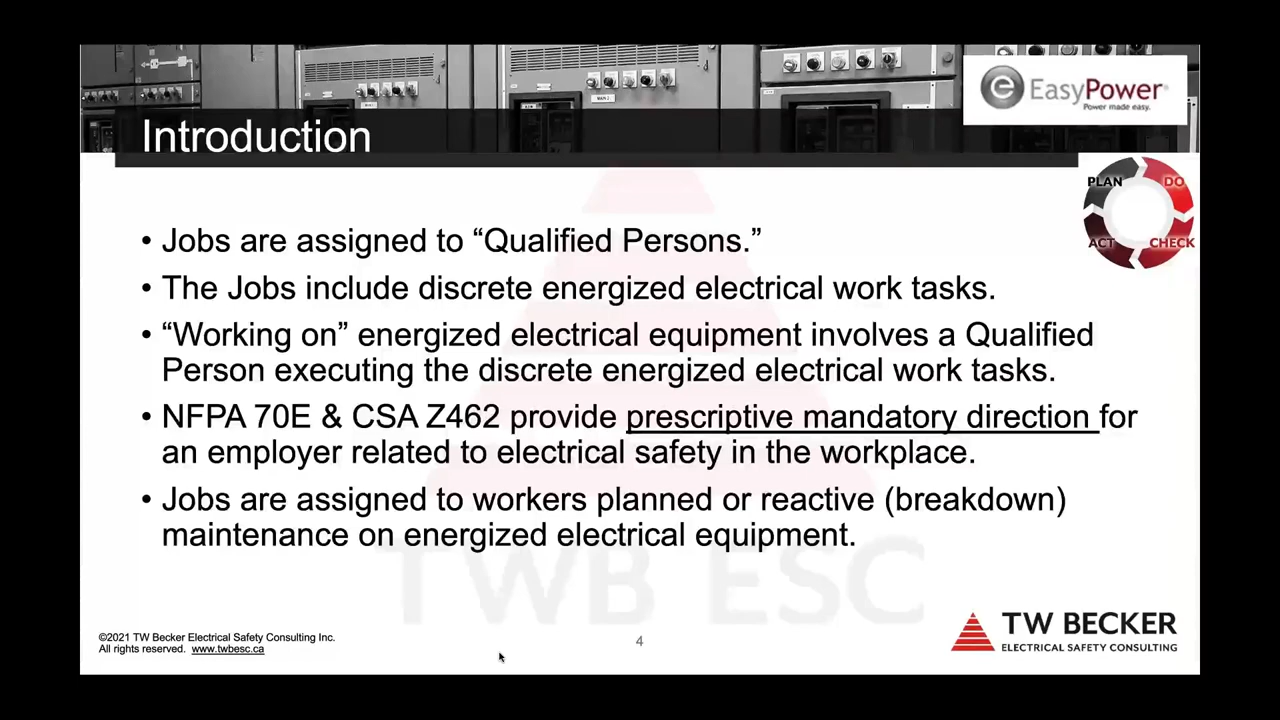 EasyPower®
Power made easy.
Introduction
PLAN
DO
ACT
CHECK
• Jobs are assigned to “Qualified Persons.”
• The Jobs include discrete energized electrical work tasks.
• “Working on” energized electrical equipment involves a Qualified
Person executing the discrete energized electrical work tasks.
• NFPA 70E & CSA Z462 provide prescriptive mandatory direction for
an employer related to electrical safety in the workplace.
• Jobs are assigned to workers planned or reactive (breakdown)
maintenance on energized electrical equipment.
TWB ESC
©2021 TW Becker Electrical Safety Consulting Inc.
All rights reserved. www.twbesc.ca
4
TW BECKER
ELECTRICAL SAFETY CONSULTING